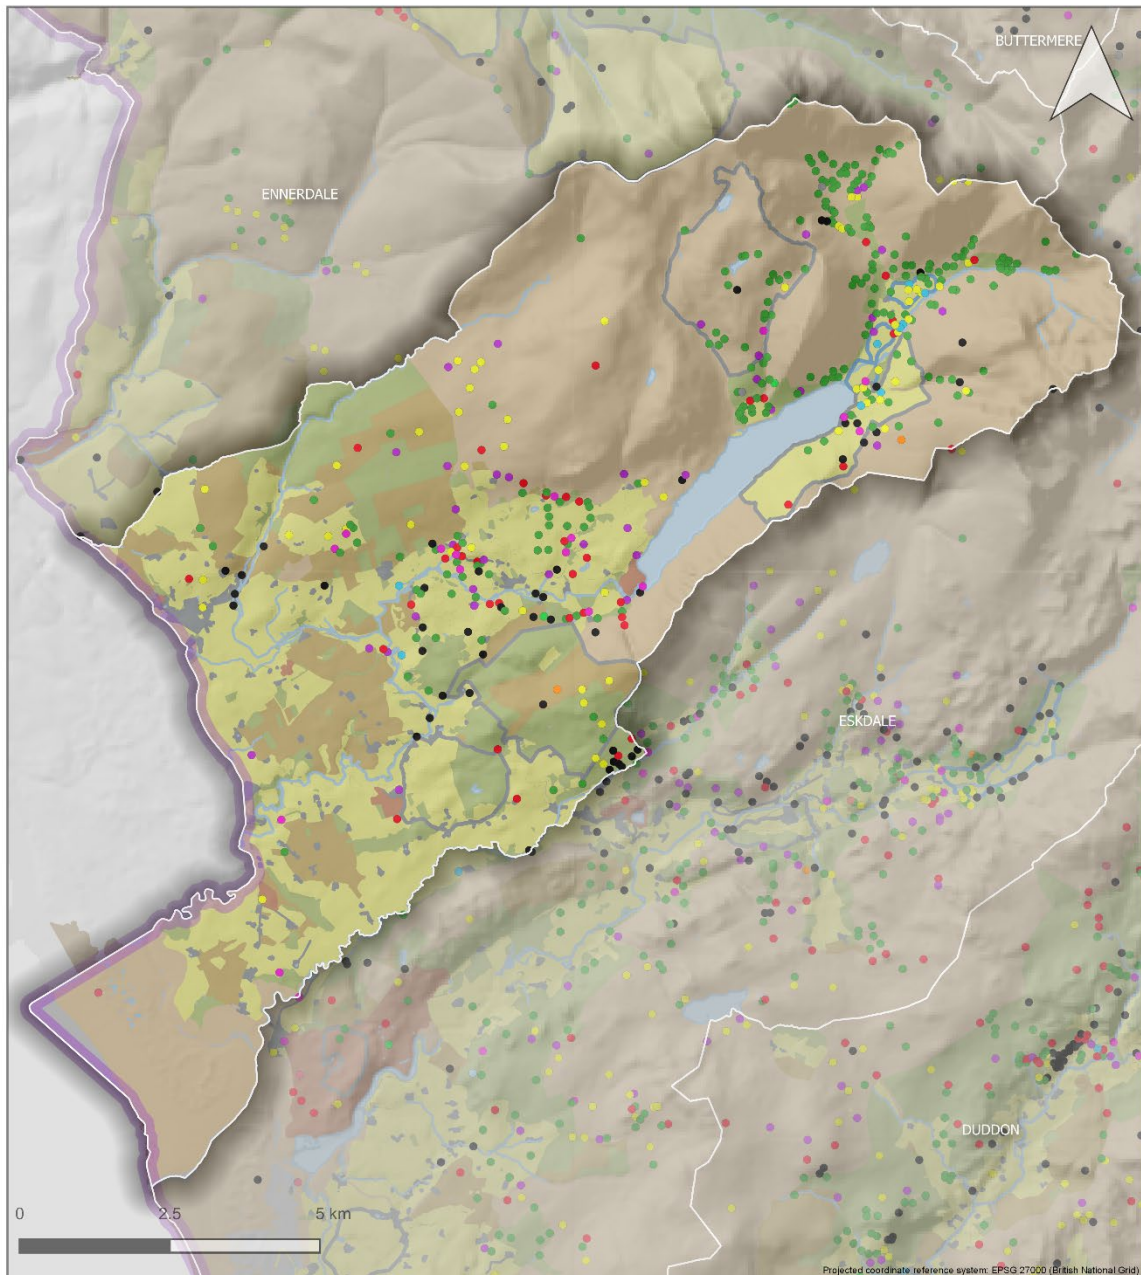 BUTTERMERE
ENNERDALE
ESKDALE
DUDDON
0 2.5 5 km
Projected coordinate reference system: EPSG 27000 (British National Grid)